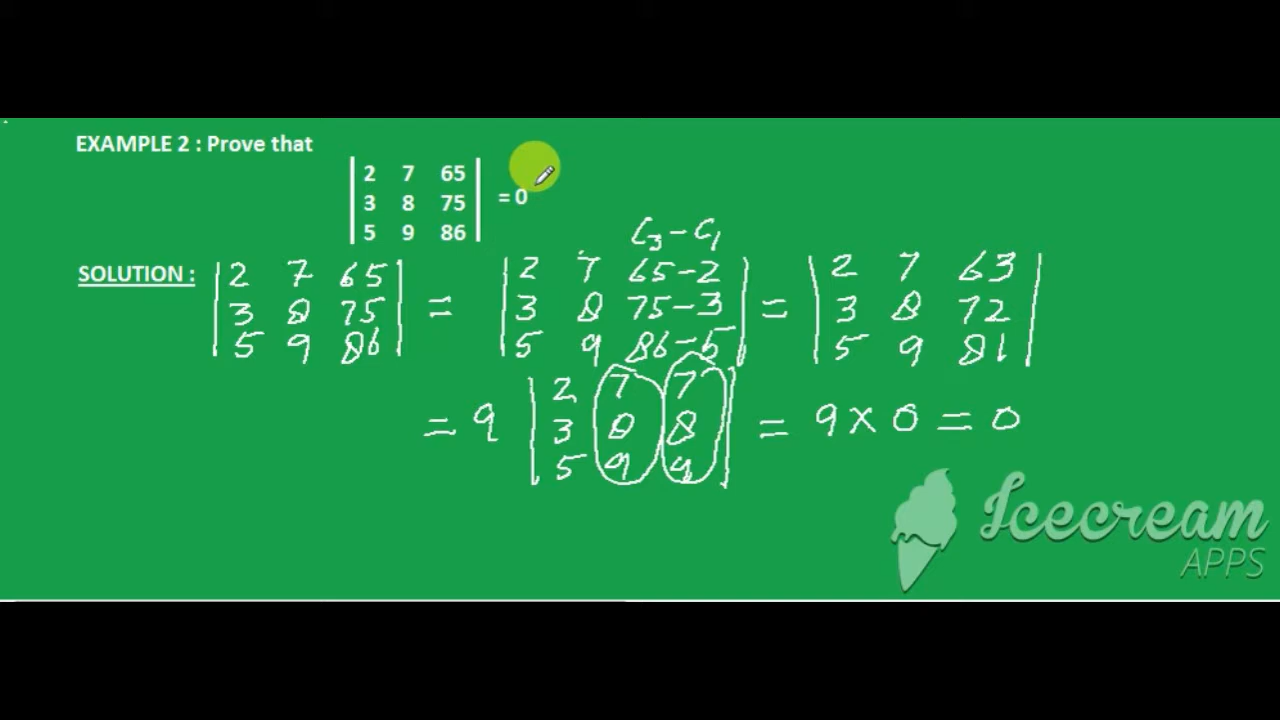 EXAMPLE 2 : Prove that
2 7 65
3 8 75 = 0
5 9 86
C3 - C1
SOLUTION : |2 7 65| = |2 7 65-2| = |2 7 63|
|3 8 75| |3 8 75-3| |3 8 72|
|5 9 86| |5 9 86-5| |5 9 81|
= 9 |2 7 7|
|3 8 8| = 9 × 0 = 0
|5 9 9|
Icecream
APPS